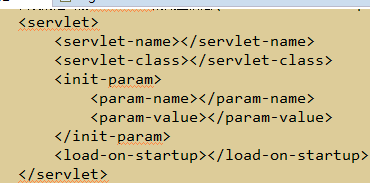 <servlet>
<servlet-name></servlet-name>
<servlet-class></servlet-class>
<init-param>
<param-name></param-name>
<param-value></param-value>
</init-param>
<load-on-startup></load-on-startup>
</servlet>